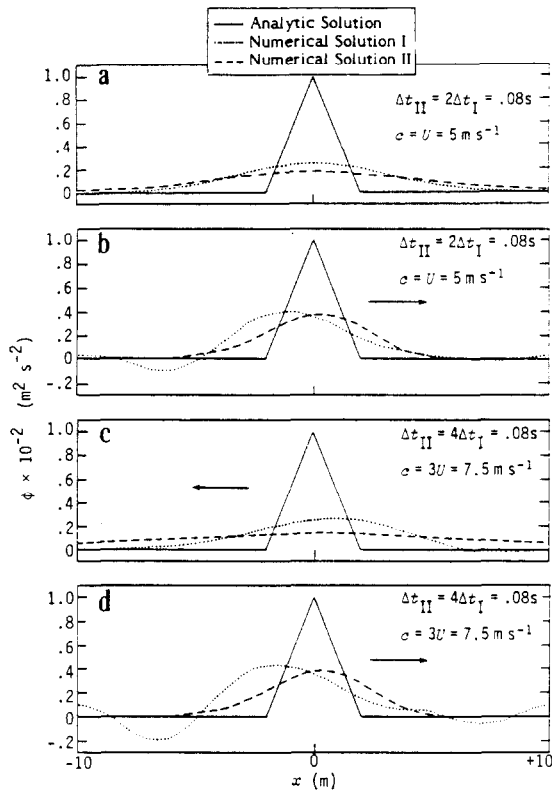 Analytic Solution
Numerical Solution I
Numerical Solution II
a
1.0
.8
.6
.4
.2
0
Δt_II = 2Δt_I = .08s
c = U = 5 m s⁻¹
b
1.0
.8
.6
.4
.2
0
-.2
Δt_II = 2Δt_I = .08s
c = U = 5 m s⁻¹
φ × 10⁻² (m² s⁻²)
c
1.0
.8
.6
.4
.2
0
Δt_II = 4Δt_I = .08s
c = 3U = 7.5 m s⁻¹
d
1.0
.8
.6
.4
.2
0
-.2
Δt_II = 4Δt_I = .08s
c = 3U = 7.5 m s⁻¹
-10
0
+10
x (m)